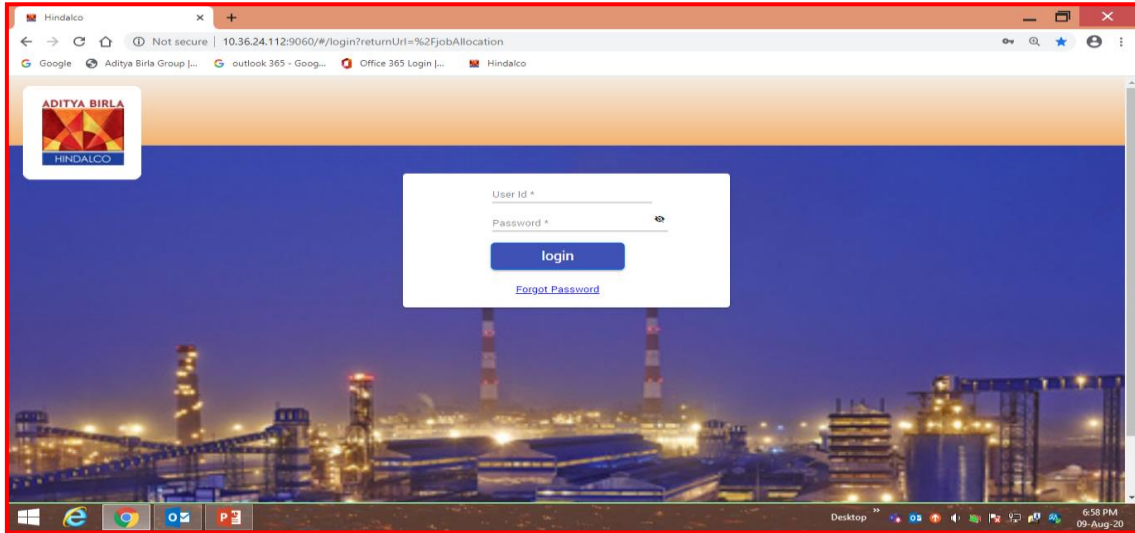 Hindalco
Not secure | 10.36.24.112:9060/#/login?returnUrl=%2FjobAllocation
Google Aditya Birla Group |... outlook 365 - Goog... Office 365 Login |... Hindalco
ADITYA BIRLA
HINDALCO
User Id *
Password *
login
Forgot Password
Desktop
6:58 PM
09-Aug-20